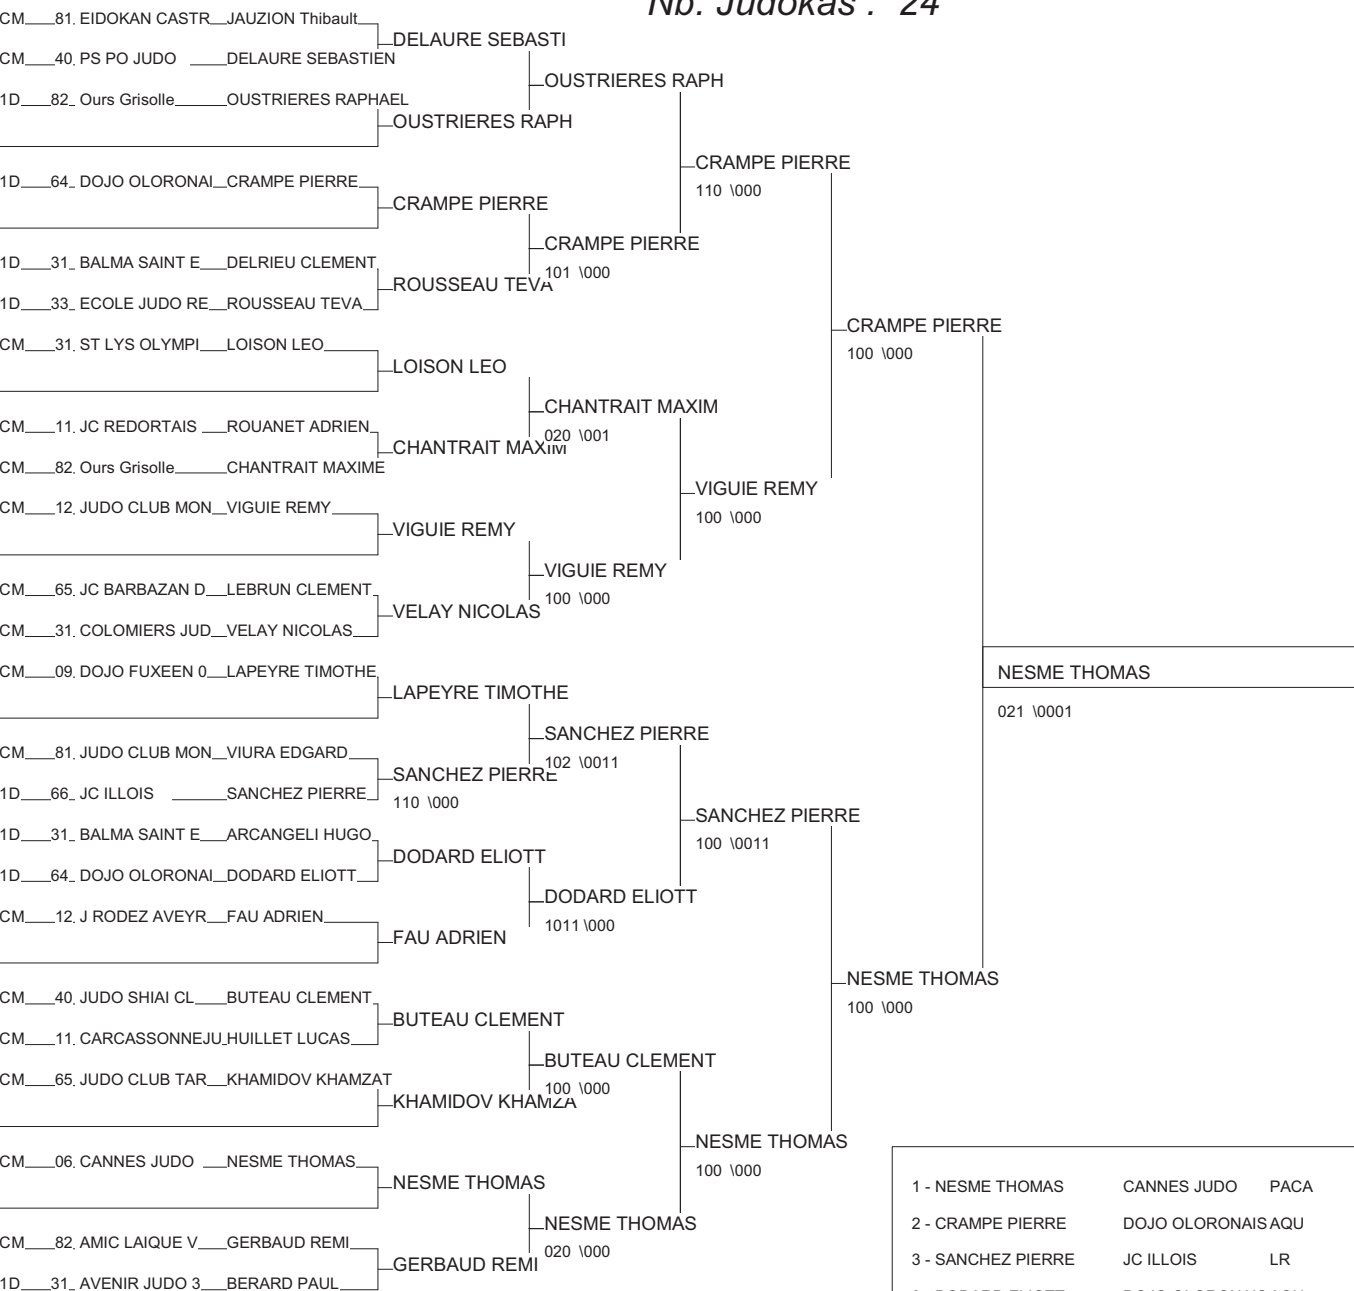 Nb. Judokas : 24
CM 81. EIDOKAN CASTR JAUZION Thibault
DELAURE SEBASTI
CM 40. PS PO JUDO DELAURE SEBASTIEN
OUSTRIERES RAPH
1D 82 Ours Grisolle OUSTRIERES RAPHAEL
OUSTRIERES RAPH
CRAMPE PIERRE
1D 64 DOJO OLORONAI CRAMPE PIERRE
110 \000
CRAMPE PIERRE
CRAMPE PIERRE
1D 31 BALMA SAINT E DELRIEU CLEMENT
101 \000
ROUSSEAU TEVA
1D 33 ECOLE JUDO RE ROUSSEAU TEVA
CRAMPE PIERRE
CM 31. ST LYS OLYMPI LOISON LEO
100 \000
LOISON LEO
CHANTRAIT MAXIM
CM 11. JC REDORTAIS ROUANET ADRIEN
020 \001
CHANTRAIT MAXIM
CM 82. Ours Grisolle CHANTRAIT MAXIME
VIGUIE REMY
CM 12. JUDO CLUB MON VIGUIE REMY
100 \000
VIGUIE REMY
VIGUIE REMY
CM 65. JC BARBAZAN D LEBRUN CLEMENT
100 \000
VELAY NICOLAS
CM 31. COLOMIERS JUD VELAY NICOLAS
CM 09. DOJO FUXEEN 0 LAPEYRE TIMOTHE
NESME THOMAS
LAPEYRE TIMOTHE
021 \0001
SANCHEZ PIERRE
CM 81. JUDO CLUB MON VIURA EDGARD
102 \0011
SANCHEZ PIERRE
1D 66 JC ILLOIS SANCHEZ PIERRE
110 \000
SANCHEZ PIERRE
1D 31 BALMA SAINT E ARCANGELI HUGO
100 \0011
DODARD ELIOTT
1D 64 DOJO OLORONAI DODARD ELIOTT
DODARD ELIOTT
CM 12. J RODEZ AVEYR FAU ADRIEN
1011 \000
FAU ADRIEN
NESME THOMAS
CM 40. JUDO SHIAI CL BUTEAU CLEMENT
100 \000
BUTEAU CLEMENT
CM 11. CARCASSONNEJU HUILLET LUCAS
BUTEAU CLEMENT
CM 65. JUDO CLUB TAR KHAMIDOV KHAMZAT
100 \000
KHAMIDOV KHAMZA
NESME THOMAS
CM 06. CANNES JUDO NESME THOMAS
100 \000
NESME THOMAS
1 - NESME THOMAS CANNES JUDO PACA
NESME THOMAS
2 - CRAMPE PIERRE DOJO OLORONAIS AQU
CM 82. AMIC LAIQUE V GERBAUD REMI
020 \000
GERBAUD REMI
3 - SANCHEZ PIERRE JC ILLOIS LR
1D 31 AVENIR JUDO 3 BERARD PAUL